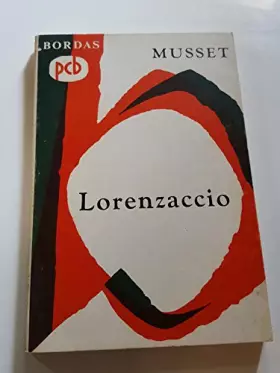 BORDAS
MUSSET
pcb
Lorenzaccio